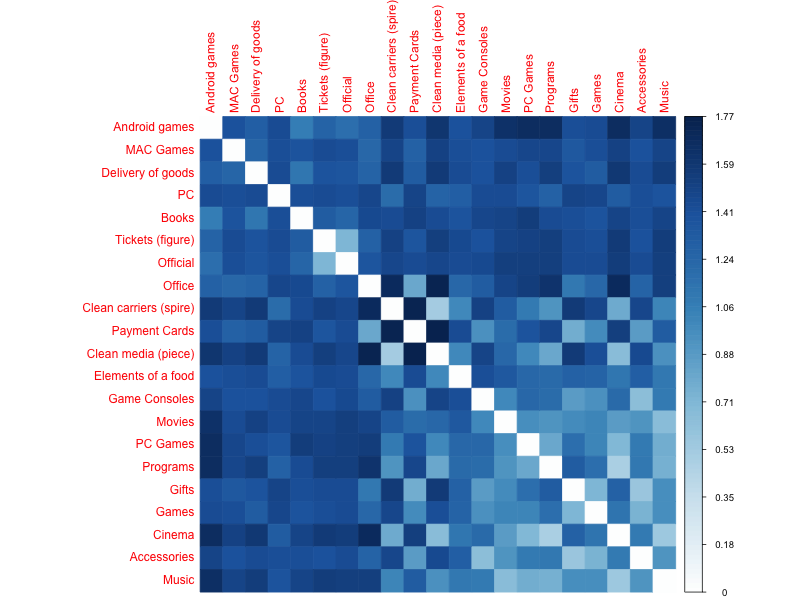 Android games
MAC Games
Delivery of goods
PC
Books
Tickets (figure)
Official
Office
Clean carriers (spire)
Payment Cards
Clean media (piece)
Elements of a food
Game Consoles
Movies
PC Games
Programs
Gifts
Games
Cinema
Accessories
Music
Android games
MAC Games
Delivery of goods
PC
Books
Tickets (figure)
Official
Office
Clean carriers (spire)
Payment Cards
Clean media (piece)
Elements of a food
Game Consoles
Movies
PC Games
Programs
Gifts
Games
Cinema
Accessories
Music
1.77
1.59
1.41
1.24
1.06
0.88
0.71
0.53
0.35
0.18
0